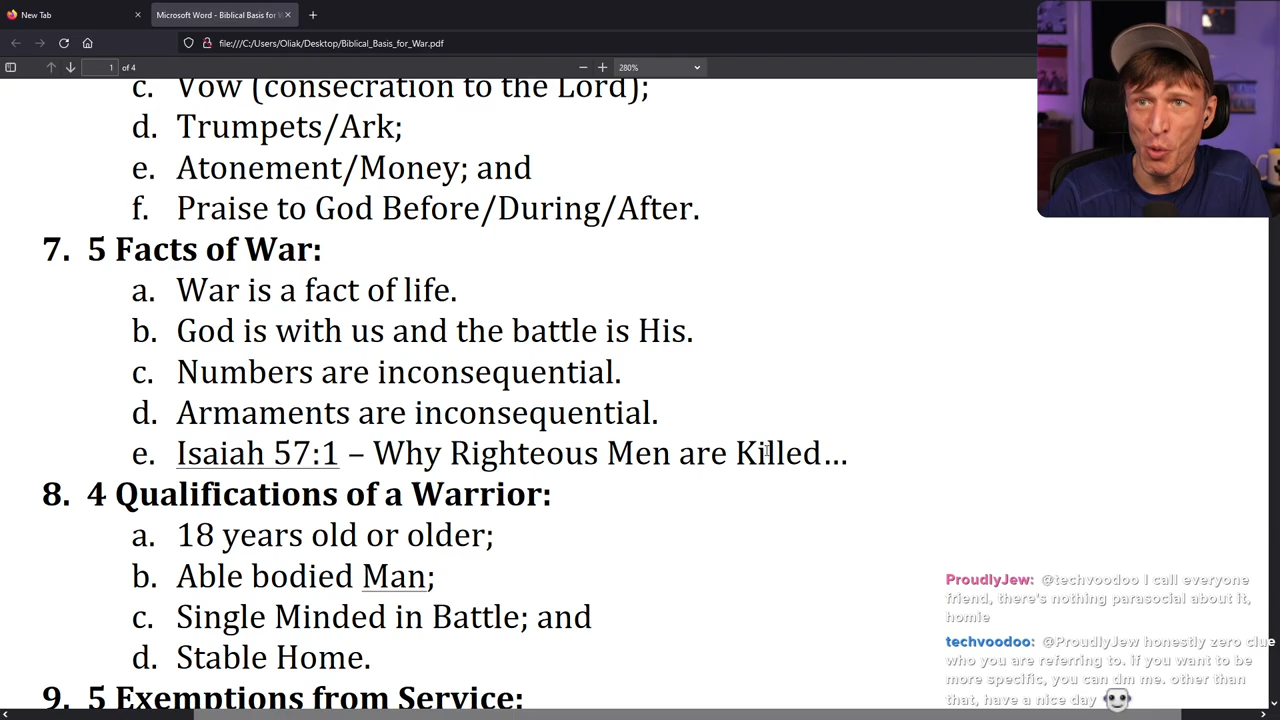 New Tab
Microsoft Word - Biblical Basis for W
file:///C:/Users/Oliak/Desktop/Biblical_Basis_for_War.pdf
1 of 4
280%
c. Vow (consecration to the Lord);
d. Trumpets/Ark;
e. Atonement/Money; and
f. Praise to God Before/During/After.
7. 5 Facts of War:
a. War is a fact of life.
b. God is with us and the battle is His.
c. Numbers are inconsequential.
d. Armaments are inconsequential.
e. Isaiah 57:1 – Why Righteous Men are Killed…
8. 4 Qualifications of a Warrior:
a. 18 years old or older;
b. Able bodied Man;
c. Single Minded in Battle; and
d. Stable Home.
9. 5 Exemptions from Service:
ProudlyJew: @techvoodoo I call everyone
friend, there's nothing parasocial about it,
homie
techvoodoo: @ProudlyJew honestly zero clue
who you are referring to. if you want to be
more specific, you can dm me. other than
that, have a nice day